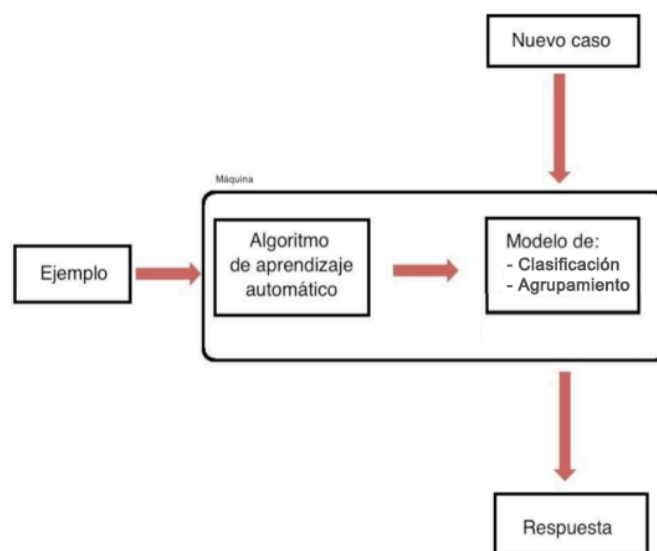 Nuevo caso
Máquina
Ejemplo
Algoritmo
de aprendizaje
automático
Modelo de:
- Clasificación
- Agrupamiento
Respuesta